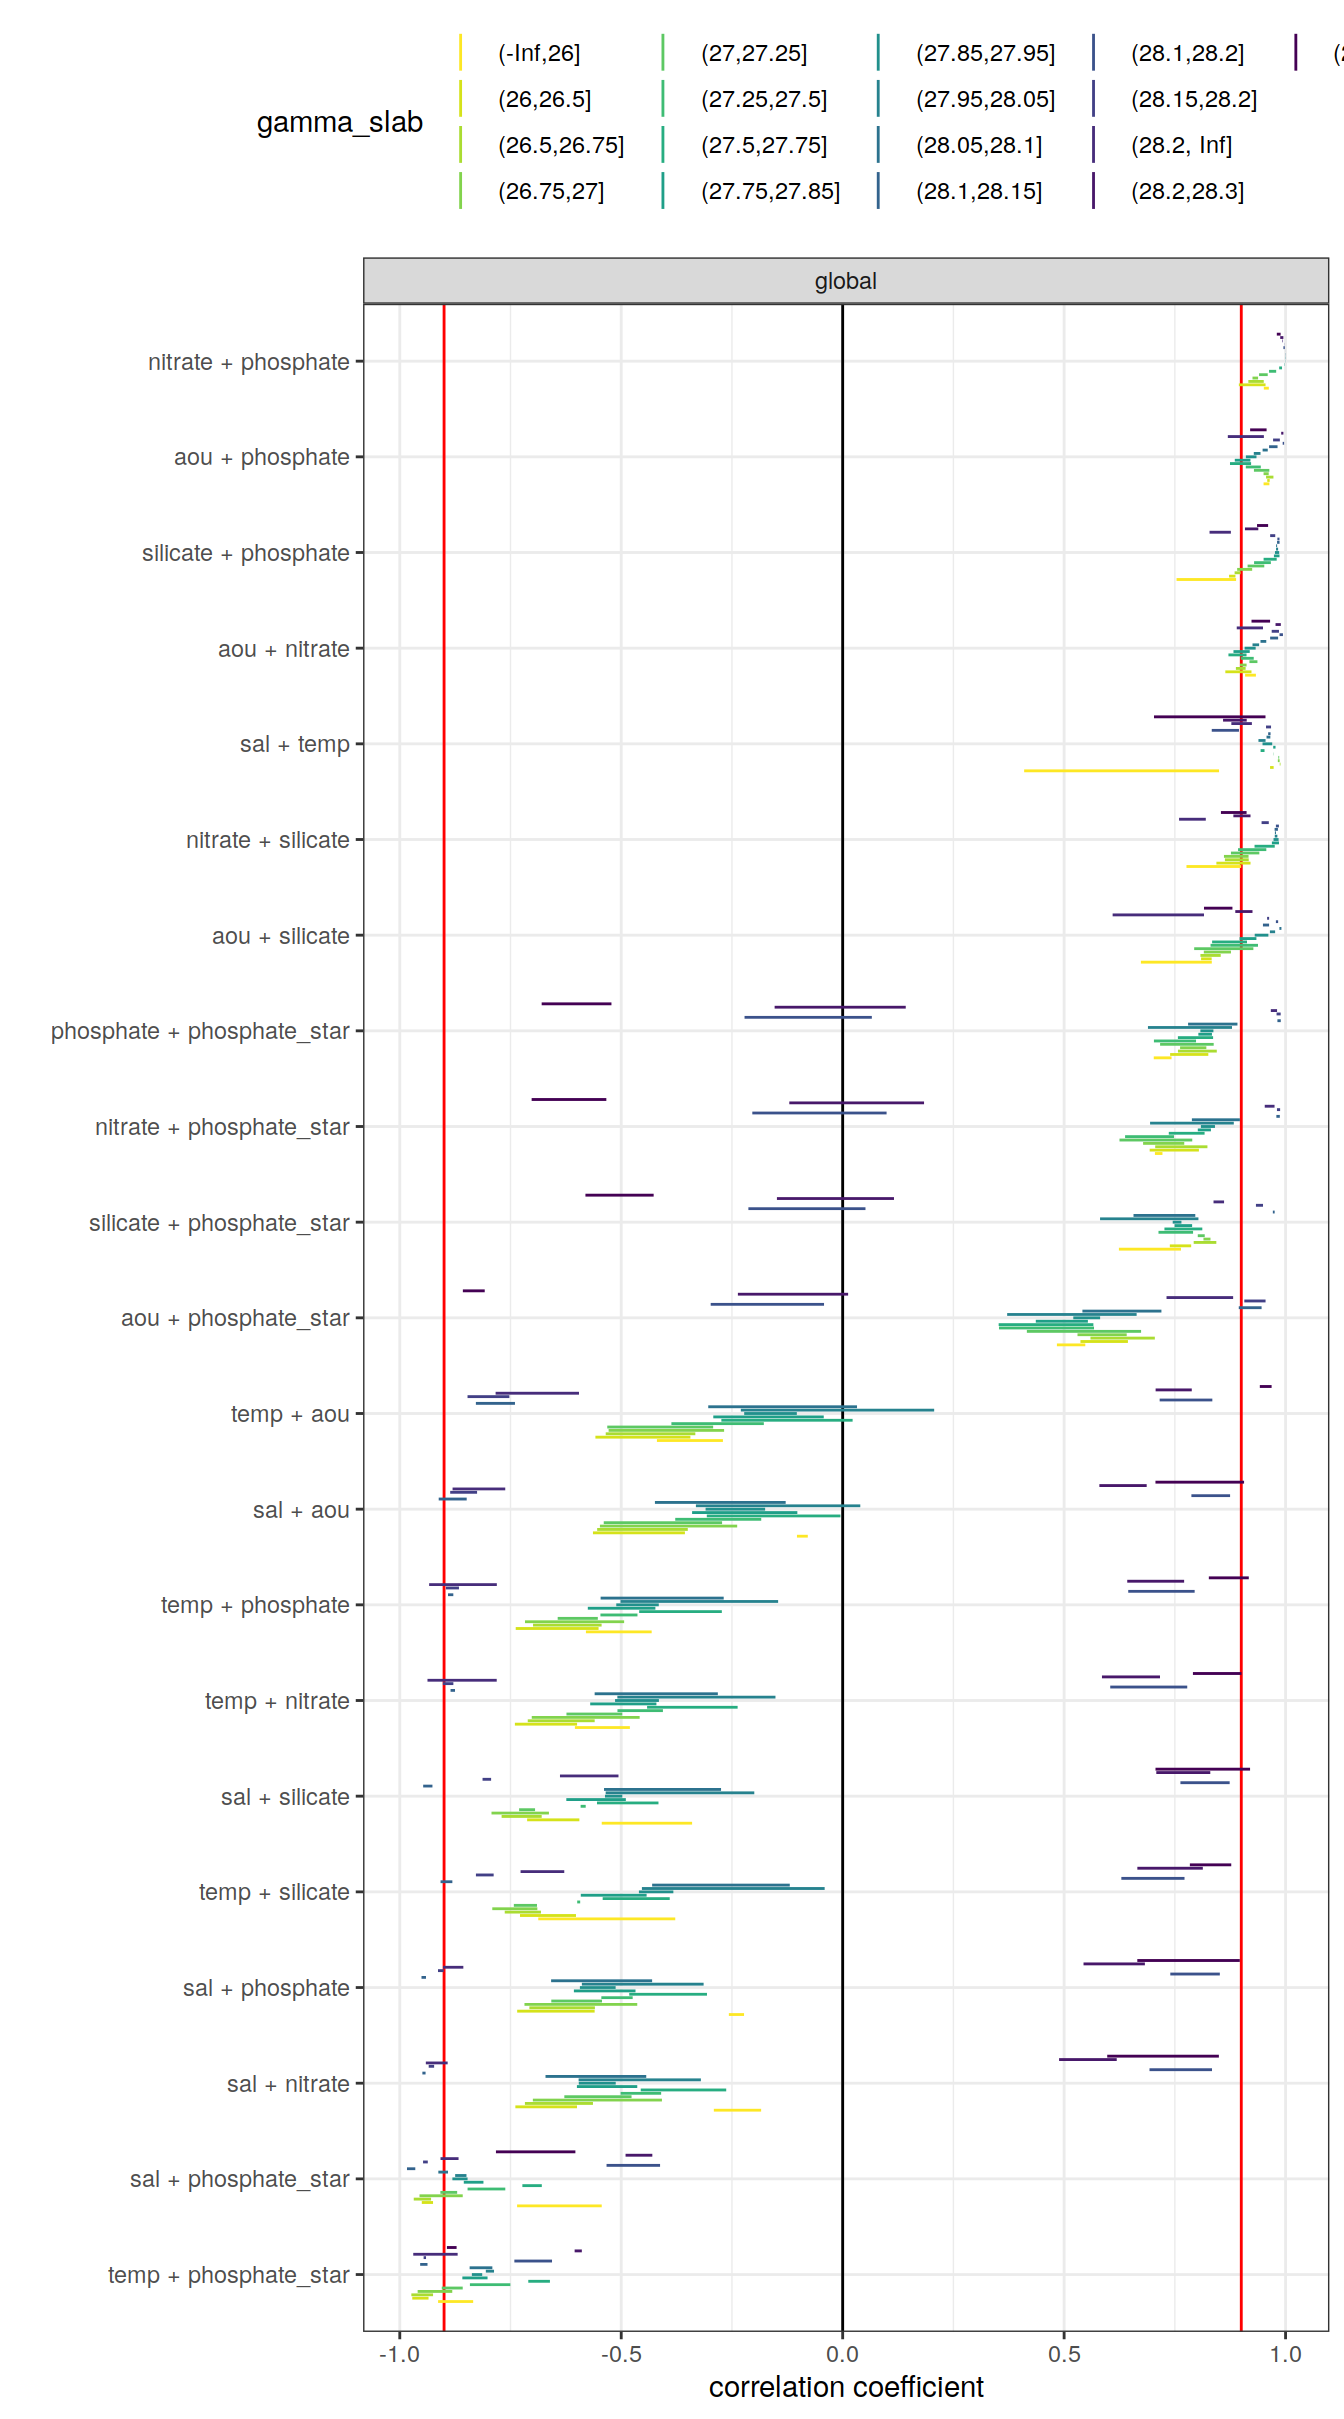 gamma_slab
(-Inf,26] (27,27.25] (27.85,27.95] (28.1,28.2]
(26,26.5] (27.25,27.5] (27.95,28.05] (28.15,28.2]
(26.5,26.75] (27.5,27.75] (28.05,28.1] (28.2, Inf]
(26.75,27] (27.75,27.85] (28.1,28.15] (28.2,28.3]
global
nitrate + phosphate
aou + phosphate
silicate + phosphate
aou + nitrate
sal + temp
nitrate + silicate
aou + silicate
phosphate + phosphate_star
nitrate + phosphate_star
silicate + phosphate_star
aou + phosphate_star
temp + aou
sal + aou
temp + phosphate
temp + nitrate
sal + silicate
temp + silicate
sal + phosphate
sal + nitrate
sal + phosphate_star
temp + phosphate_star
-1.0 -0.5 0.0 0.5 1.0
correlation coefficient